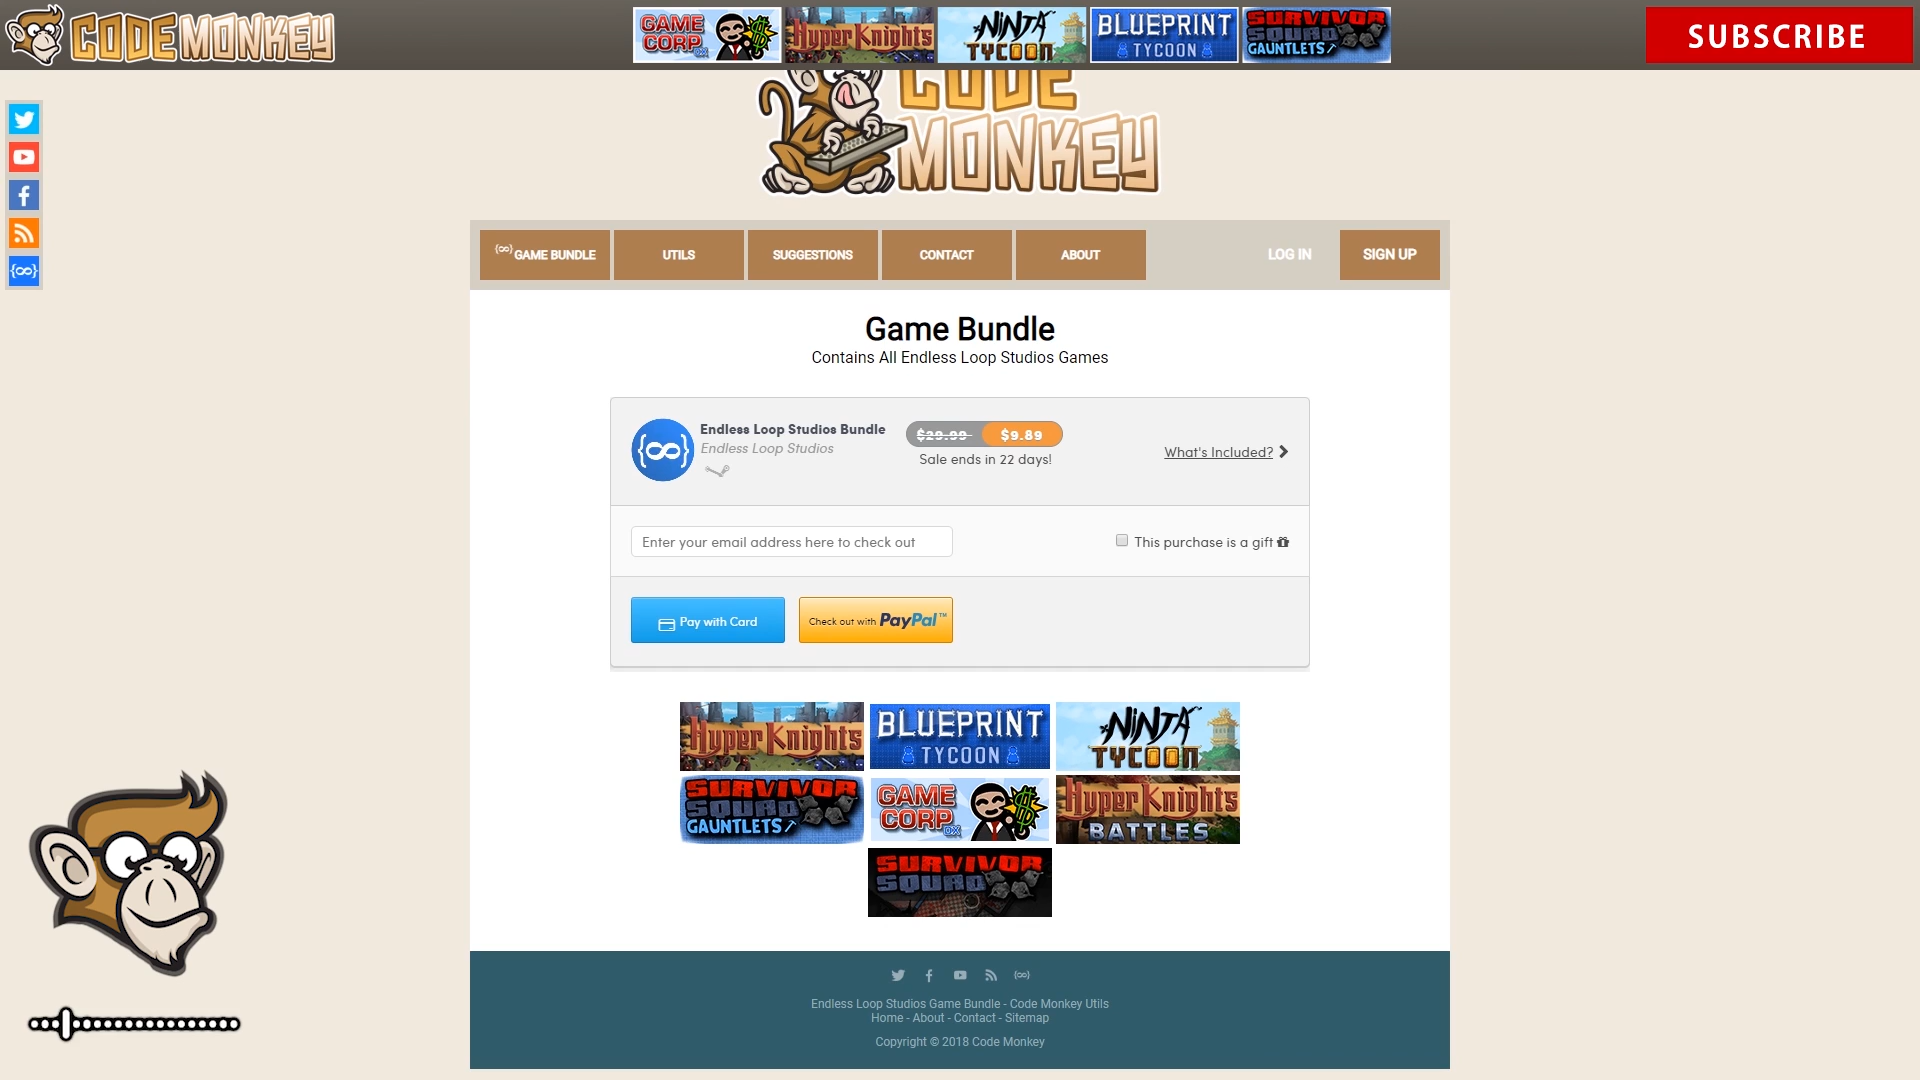 CODE MONKEY
GAME CORP DX
Hyper Knights
NINJA TYCOON
BLUEPRINT TYCOON
SURVIVOR SQUAD GAUNTLETS
SUBSCRIBE
CODE
MONKEY
{∞} GAME BUNDLE
UTILS
SUGGESTIONS
CONTACT
ABOUT
LOG IN
SIGN UP
Game Bundle
Contains All Endless Loop Studios Games
{∞}
Endless Loop Studios Bundle
Endless Loop Studios
$29.99 $9.89
Sale ends in 22 days!
What's Included?
Enter your email address here to check out
This purchase is a gift
Pay with Card
Check out with PayPal™
Hyper Knights
BLUEPRINT TYCOON
NINJA TYCOON
SURVIVOR SQUAD GAUNTLETS
GAME CORP DX
Hyper Knights BATTLES
SURVIVOR SQUAD
Endless Loop Studios Game Bundle - Code Monkey Utils
Home - About - Contact - Sitemap
Copyright © 2018 Code Monkey